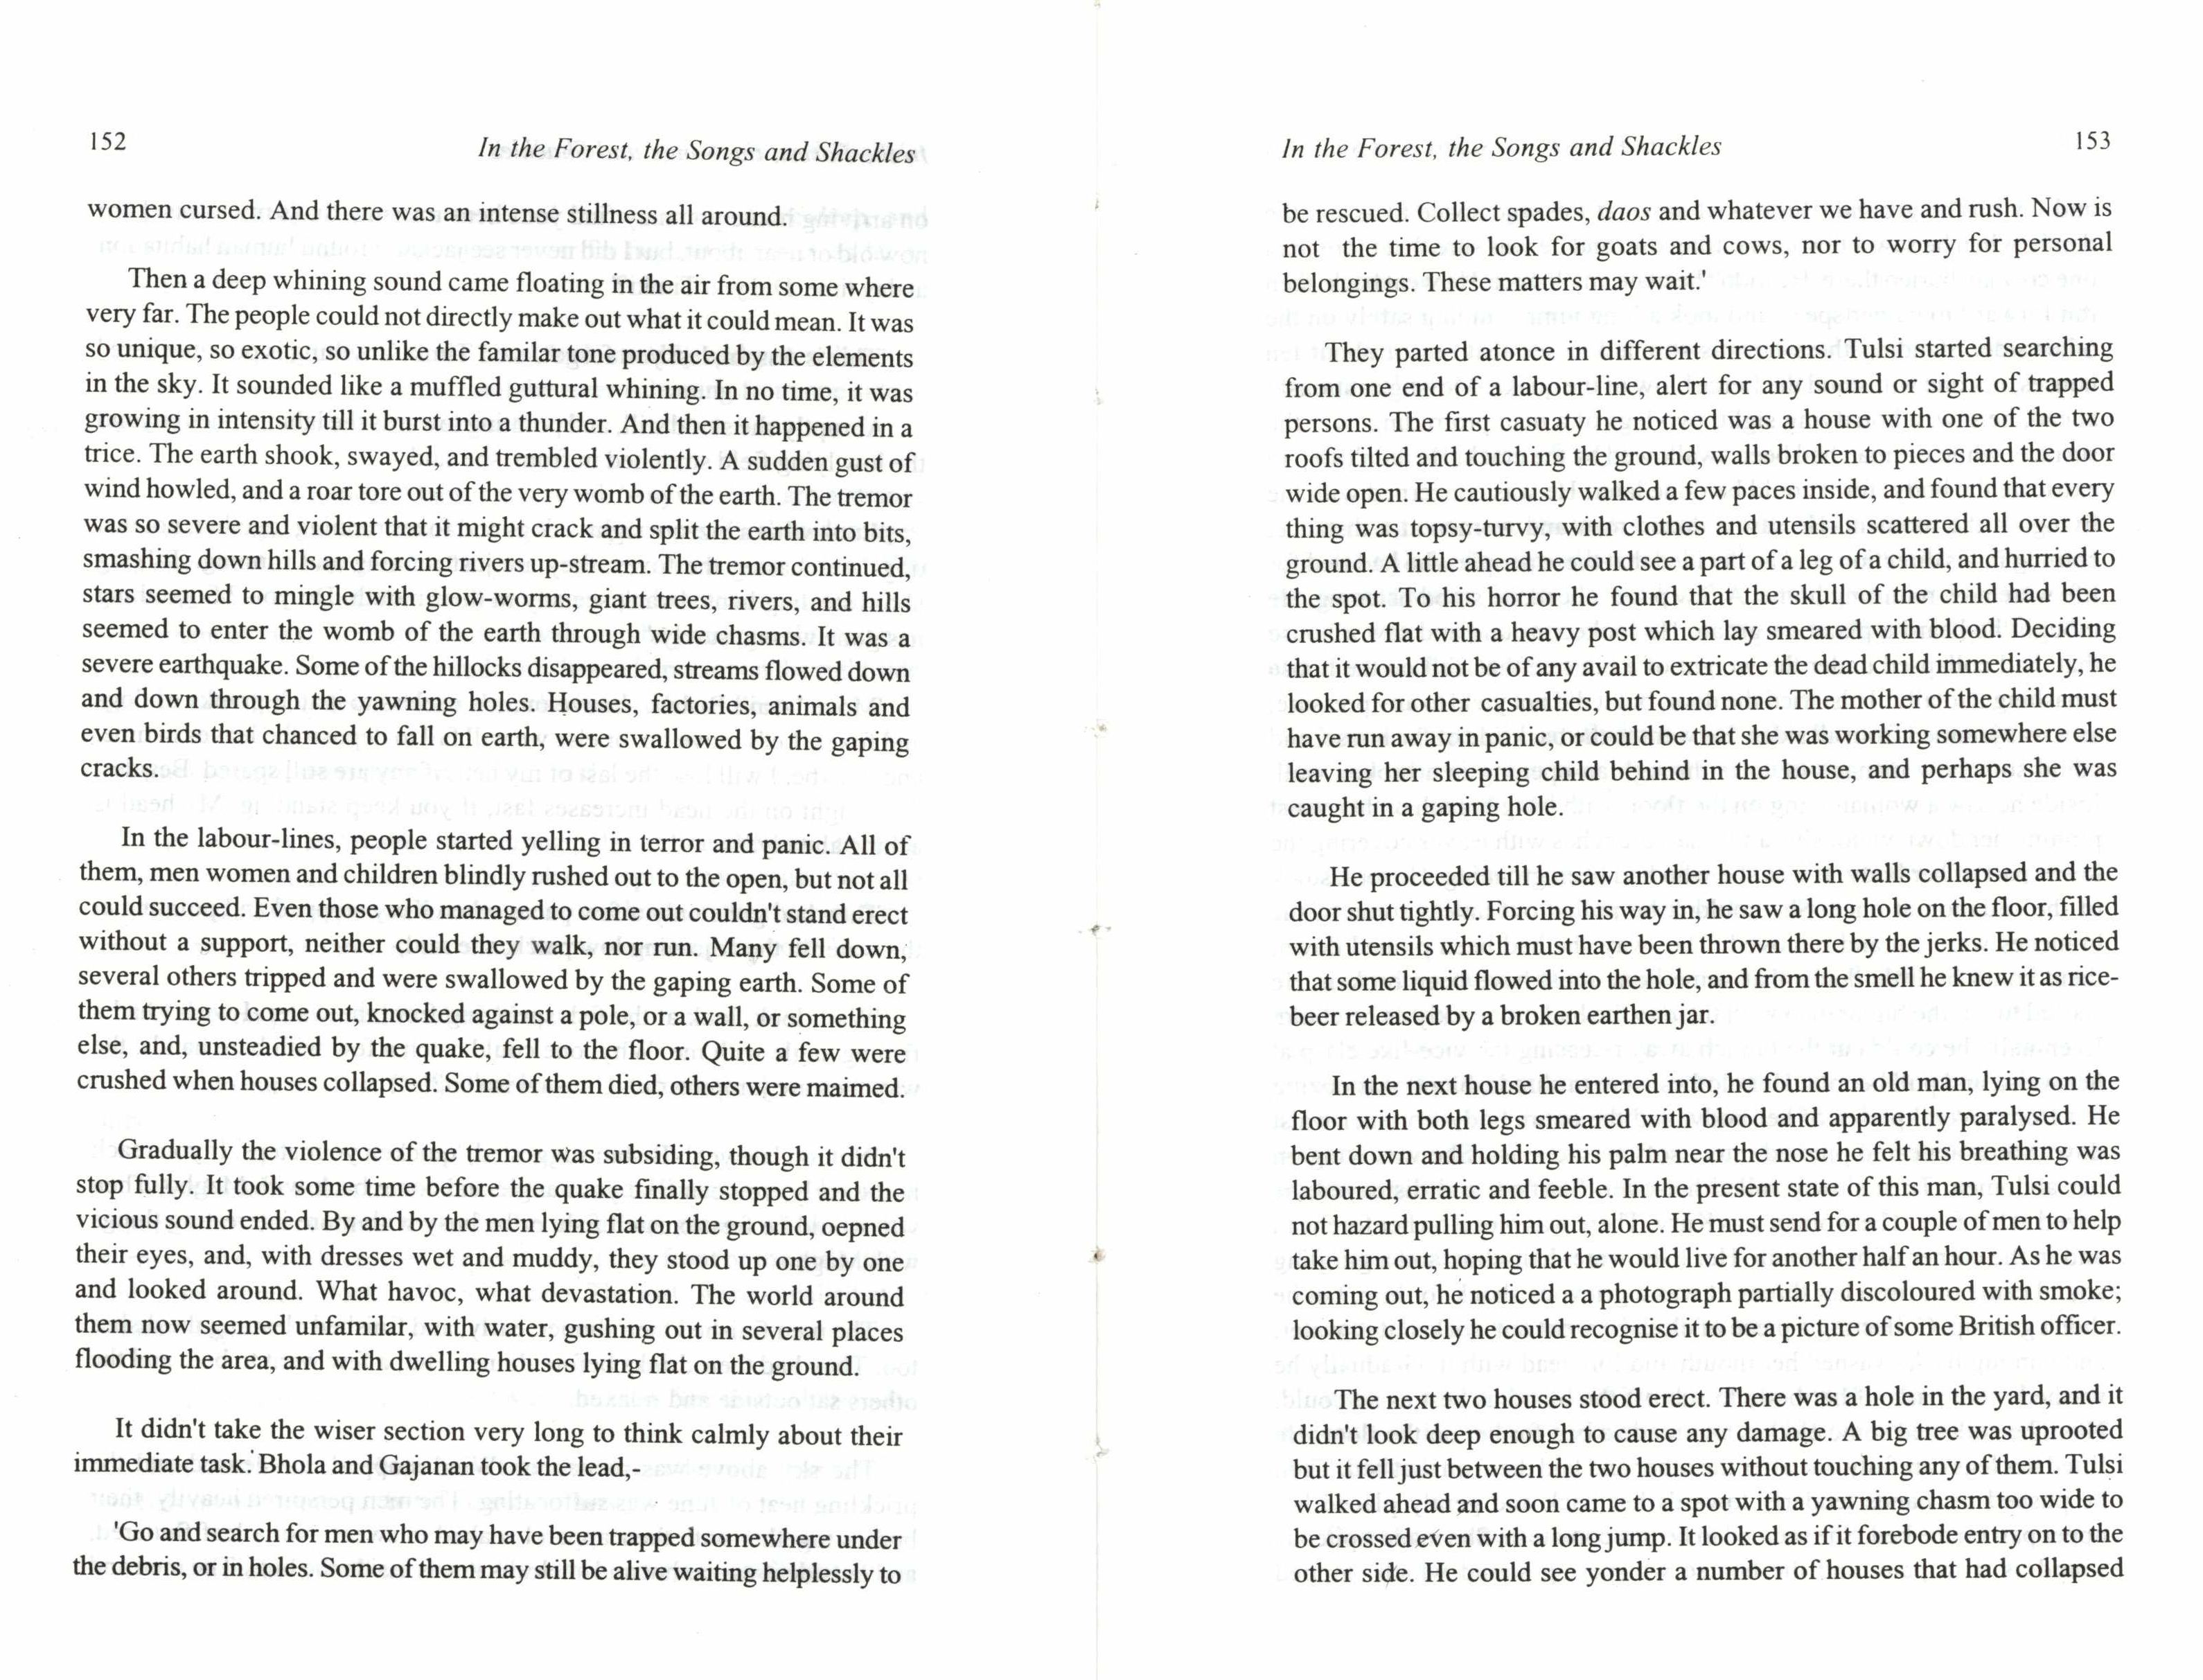 152
In the Forest, the Songs and Shackles
women cursed. And there was an intense stillness all around.
Then a deep whining sound came floating in the air from some where
very far. The people could not directly make out what it could mean. It was
so unique, so exotic, so unlike the familar tone produced by the elements
in the sky. It sounded like a muffled guttural whining. In no time, it was
growing in intensity till it burst into a thunder. And then it happened in a
trice. The earth shook, swayed, and trembled violently. A sudden gust of
wind howled, and a roar tore out of the very womb of the earth. The tremor
was so severe and violent that it might crack and split the earth into bits,
smashing down hills and forcing rivers up-stream. The tremor continued,
stars seemed to mingle with glow-worms, giant trees, rivers, and hills
seemed to enter the womb of the earth through wide chasms. It was a
severe earthquake. Some of the hillocks disappeared, streams flowed down
and down through the yawning holes. Houses, factories, animals and
even birds that chanced to fall on earth, were swallowed by the gaping
cracks.
In the labour-lines, people started yelling in terror and panic. All of
them, men women and children blindly rushed out to the open, but not all
could succeed. Even those who managed to come out couldn't stand erect
without a support, neither could they walk, nor run. Many fell down,
several others tripped and were swallowed by the gaping earth. Some of
them trying to come out, knocked against a pole, or a wall, or something
else, and, unsteadied by the quake, fell to the floor. Quite a few were
crushed when houses collapsed. Some of them died, others were maimed.
Gradually the violence of the tremor was subsiding, though it didn't
stop fully. It took some time before the quake finally stopped and the
vicious sound ended. By and by the men lying flat on the ground, oepned
their eyes, and, with dresses wet and muddy, they stood up one by one
and looked around. What havoc, what devastation. The world around
them now seemed unfamilar, with water, gushing out in several places
flooding the area, and with dwelling houses lying flat on the ground.
It didn't take the wiser section very long to think calmly about their
immediate task. Bhola and Gajanan took the lead,-
'Go and search for men who may have been trapped somewhere under
the debris, or in holes. Some of them may still be alive waiting helplessly to
In the Forest, the Songs and Shackles
153
be rescued. Collect spades, daos and whatever we have and rush. Now is
not the time to look for goats and cows, nor to worry for personal
belongings. These matters may wait.'
They parted atonce in different directions. Tulsi started searching
from one end of a labour-line, alert for any sound or sight of trapped
persons. The first casuaty he noticed was a house with one of the two
roofs tilted and touching the ground, walls broken to pieces and the door
wide open. He cautiously walked a few paces inside, and found that every
thing was topsy-turvy, with clothes and utensils scattered all over the
ground. A little ahead he could see a part of a leg of a child, and hurried to
the spot. To his horror he found that the skull of the child had been
crushed flat with a heavy post which lay smeared with blood. Deciding
that it would not be of any avail to extricate the dead child immediately, he
looked for other casualties, but found none. The mother of the child must
have run away in panic, or could be that she was working somewhere else
leaving her sleeping child behind in the house, and perhaps she was
caught in a gaping hole.
He proceeded till he saw another house with walls collapsed and the
door shut tightly. Forcing his way in, he saw a long hole on the floor, filled
with utensils which must have been thrown there by the jerks. He noticed
that some liquid flowed into the hole, and from the smell he knew it as rice-
beer released by a broken earthen jar.
In the next house he entered into, he found an old man, lying on the
floor with both legs smeared with blood and apparently paralysed. He
bent down and holding his palm near the nose he felt his breathing was
laboured, erratic and feeble. In the present state of this man, Tulsi could
not hazard pulling him out, alone. He must send for a couple of men to help
take him out, hoping that he would live for another half an hour. As he was
coming out, he noticed a a photograph partially discoloured with smoke;
looking closely he could recognise it to be a picture of some British officer.
The next two houses stood erect. There was a hole in the yard, and it
didn't look deep enough to cause any damage. A big tree was uprooted
but it fell just between the two houses without touching any of them. Tulsi
walked ahead and soon came to a spot with a yawning chasm too wide to
be crossed even with a long jump. It looked as if it forebode entry on to the
other side. He could see yonder a number of houses that had collapsed